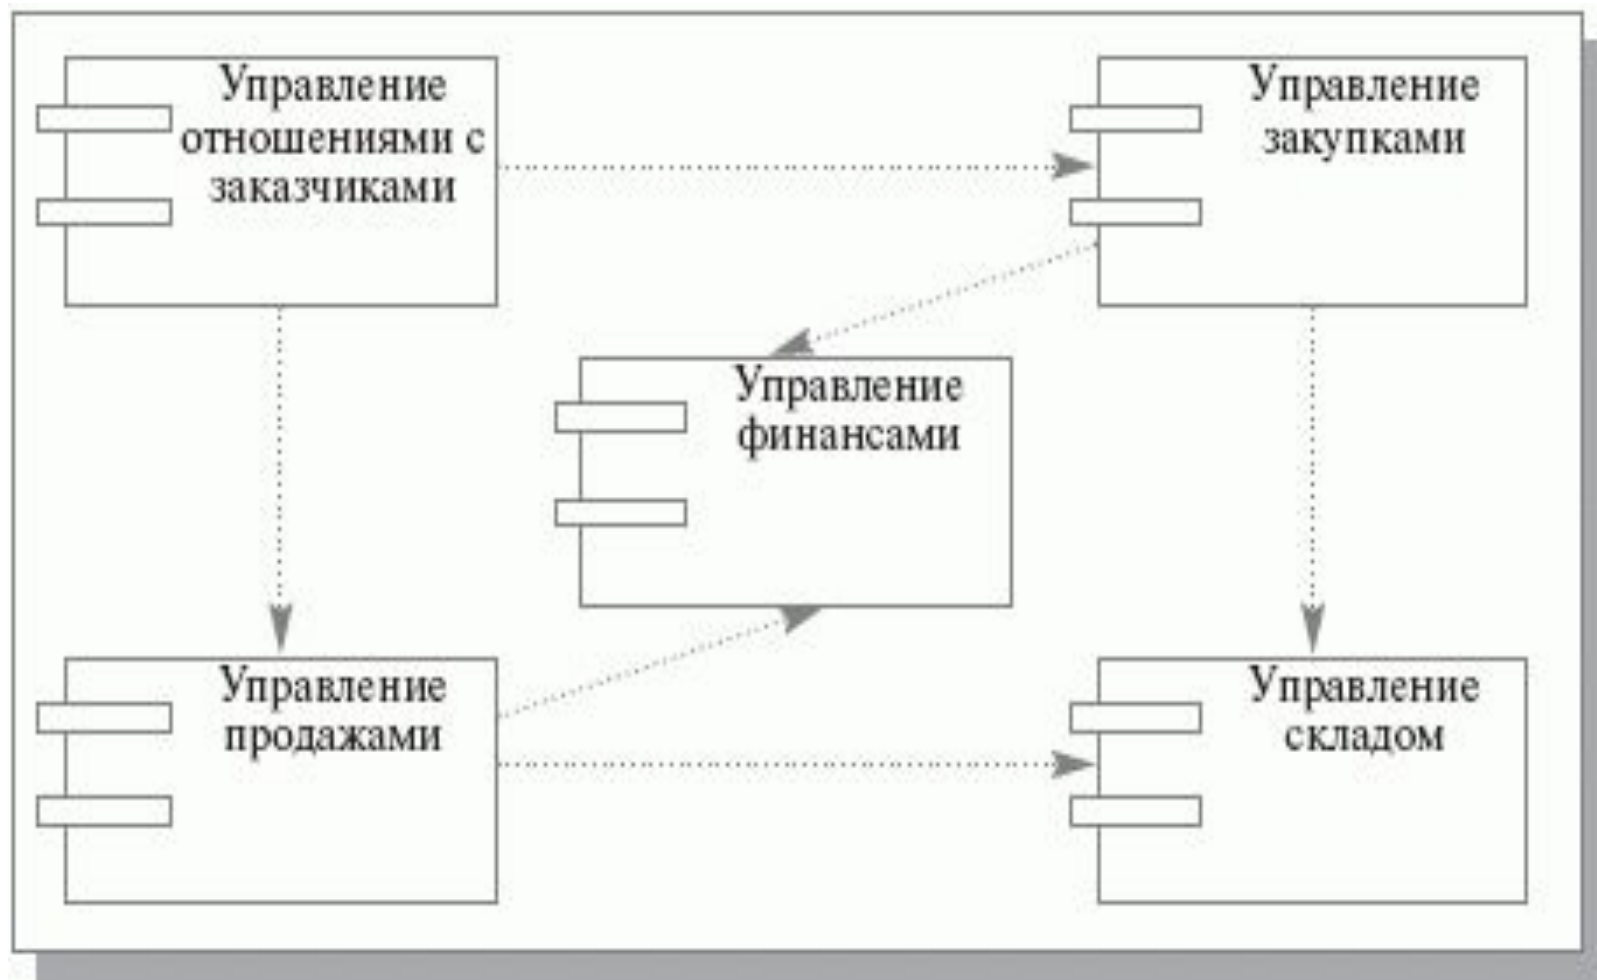 Управление
отношениями с
заказчиками
Управление
закупками
Управление
финансами
Управление
продажами
Управление
складом